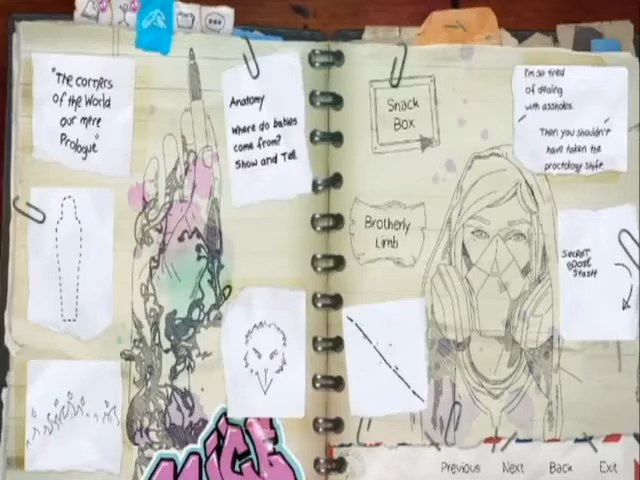 "The corners
of the World
our mere
Prologue"
Anatomy
Where do babies
come from?
Show and Tell
MICE
Snack
Box
I'm so tired
of dealing
with assholes.
Then you shouldn't
have taken the
proctology shift.
Brotherly
Limb
SECRET
BOOZE
STASH
Previous Next Back Exit